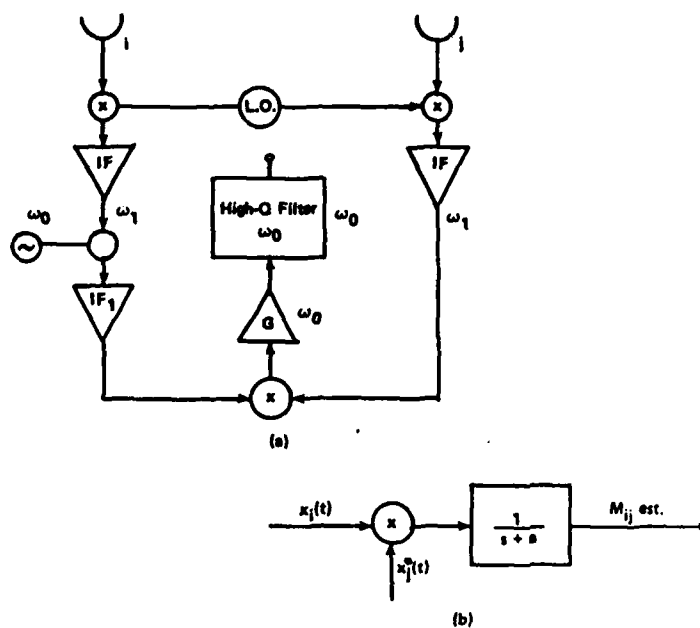 i
j
x
L.O.
x
IF
IF
High-Q Filter
ω0
ω0
ω0
ω1
ω1
IF1
G
ω0
x
(a)
xi(t)
x
1
s + a
Mij est.
xj*(t)
(b)